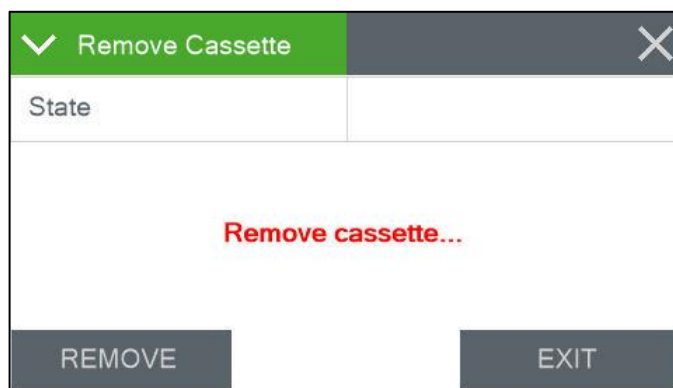 Remove Cassette
State
Remove cassette...
REMOVE
EXIT